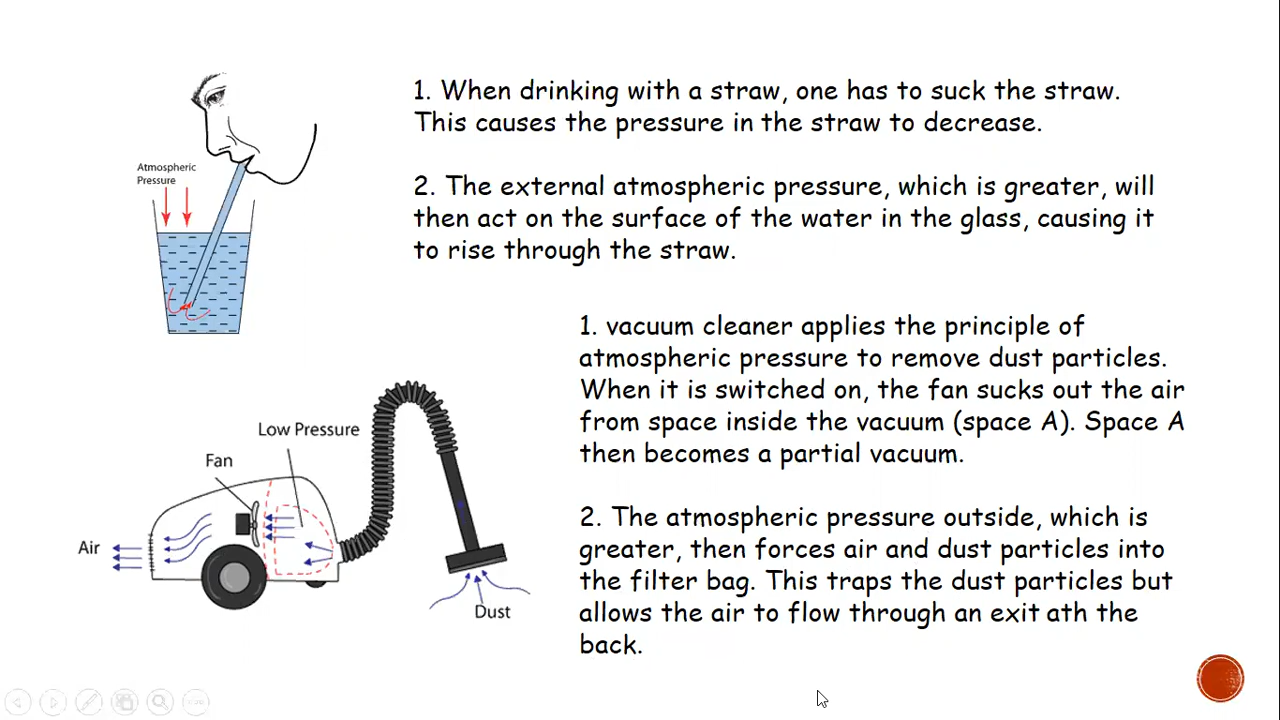 Atmospheric
Pressure
1. When drinking with a straw, one has to suck the straw.
This causes the pressure in the straw to decrease.
2. The external atmospheric pressure, which is greater, will
then act on the surface of the water in the glass, causing it
to rise through the straw.
Low Pressure
Fan
Air
Dust
1. vacuum cleaner applies the principle of
atmospheric pressure to remove dust particles.
When it is switched on, the fan sucks out the air
from space inside the vacuum (space A). Space A
then becomes a partial vacuum.
2. The atmospheric pressure outside, which is
greater, then forces air and dust particles into
the filter bag. This traps the dust particles but
allows the air to flow through an exit ath the
back.